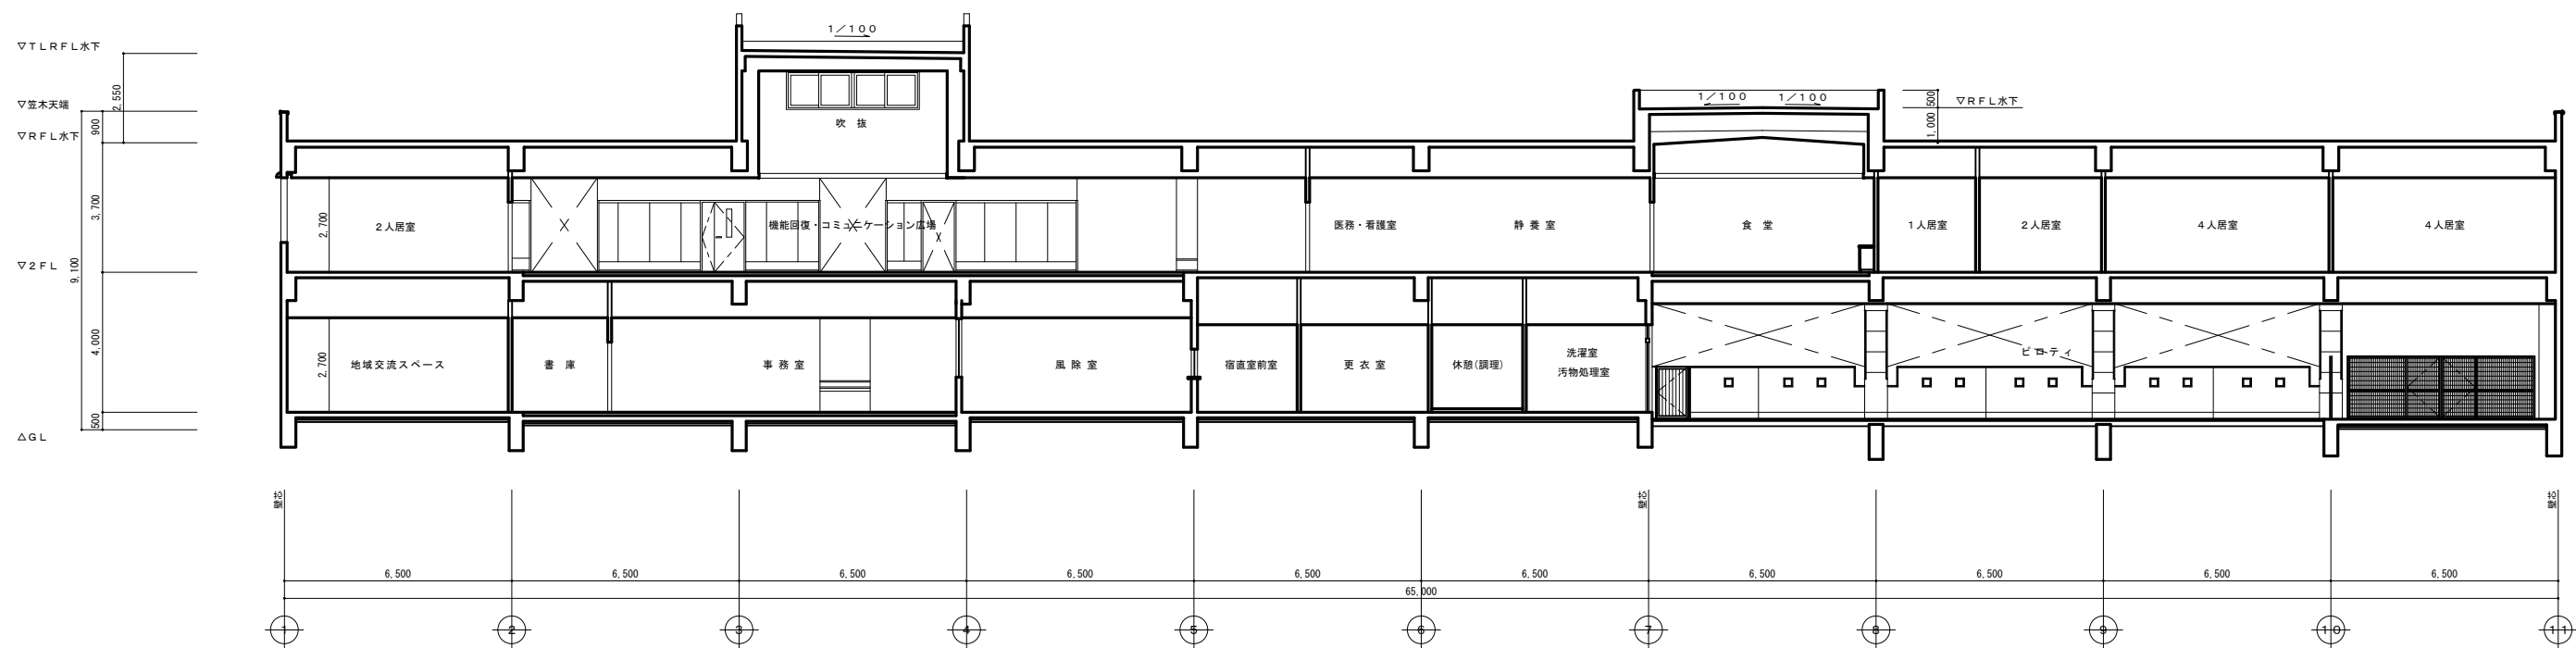 1／100
▽ＴＬＲＦＬ水下
2,550
▽笠木天端
900
▽ＲＦＬ水下
1／100
1／100
500
▽ＲＦＬ水下
1,000
吹　抜
3,700
2,700
２人居室
機能回復・コミュニケーション広場
医務・看護室
静 養 室
食　堂
１人居室
２人居室
４人居室
４人居室
▽２ＦＬ
9,100
4,000
2,700
地域交流スペース
書　庫
事 務 室
風 除 室
宿直室前室
更 衣 室
休憩(調理)
洗濯室
汚物処理室
ピロティ
500
△ＧＬ
壁芯
壁芯
壁芯
6,500
6,500
6,500
6,500
6,500
6,500
6,500
6,500
6,500
6,500
65,000
1
2
3
4
5
6
7
8
9
10
11